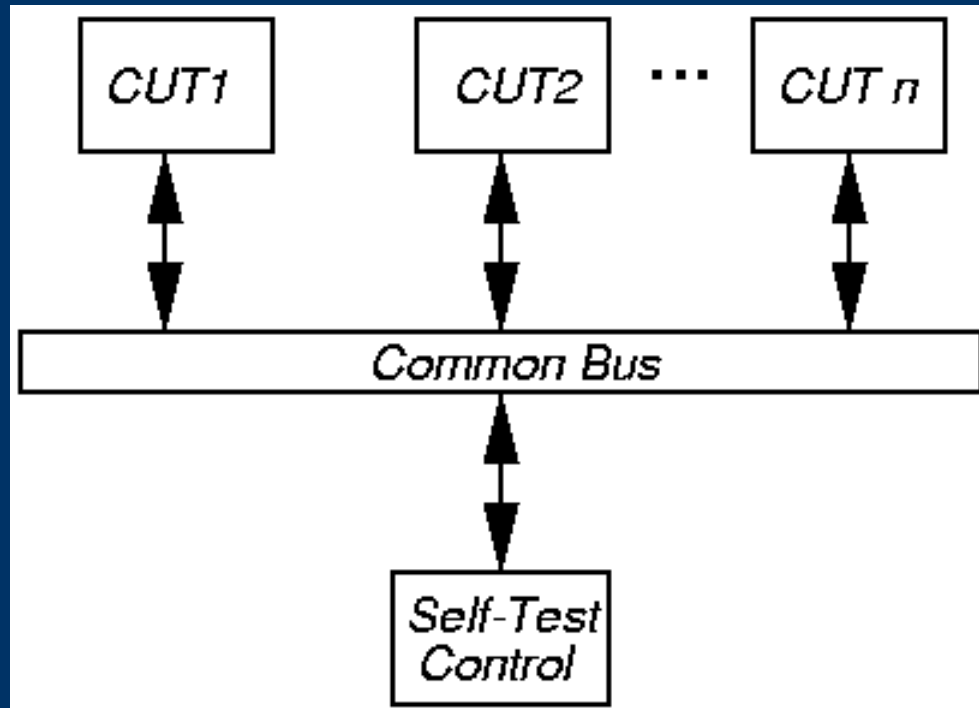 CUT1
CUT2
...
CUT n
Common Bus
Self-Test
Control